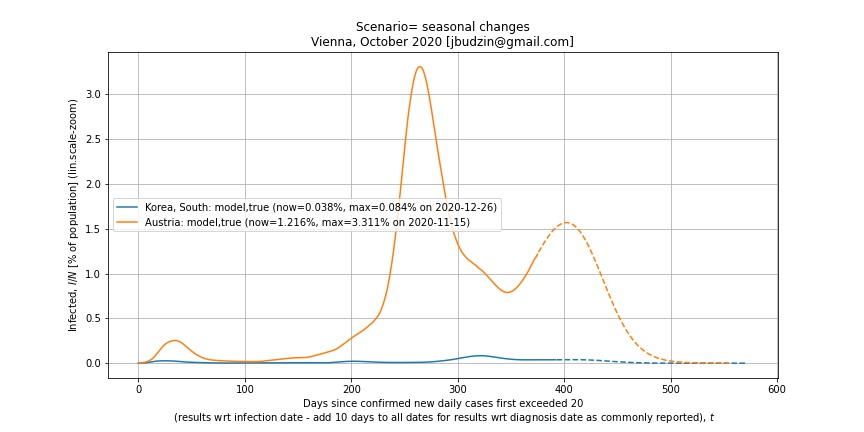 Scenario= seasonal changes
Vienna, October 2020 [jbudzin@gmail.com]
Infected, I/N [% of population] (lin.scale-zoom)
3.0
2.5
2.0
1.5
1.0
0.5
0.0
Korea, South: model,true (now=0.038%, max=0.084% on 2020-12-26)
Austria: model,true (now=1.216%, max=3.311% on 2020-11-15)
0 100 200 300 400 500 600
Days since confirmed new daily cases first exceeded 20
(results wrt infection date - add 10 days to all dates for results wrt diagnosis date as commonly reported), t